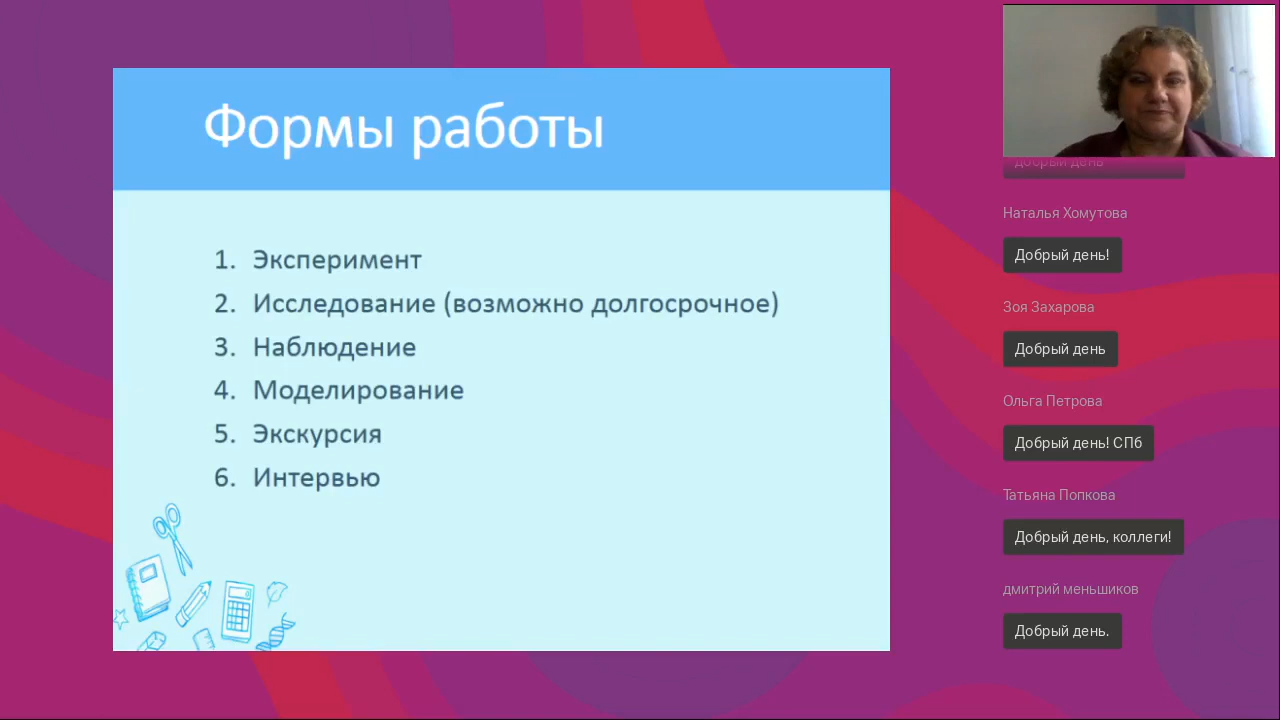 Формы работы
1. Эксперимент
2. Исследование (возможно долгосрочное)
3. Наблюдение
4. Моделирование
5. Экскурсия
6. Интервью
добрый день
Наталья Хомутова
Добрый день!
Зоя Захарова
Добрый день
Ольга Петрова
Добрый день! СПб
Татьяна Попкова
Добрый день, коллеги!
дмитрий меньшиков
Добрый день.